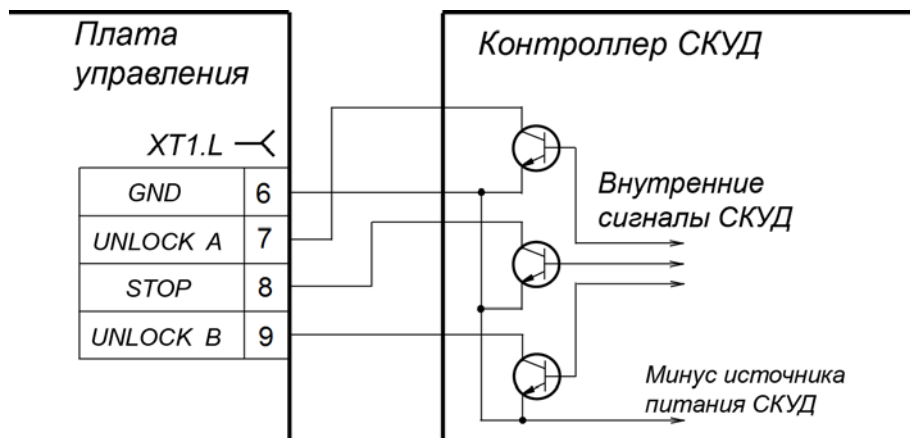 Плата
управления
Контроллер СКУД
XT1.L
GND 6
UNLOCK A 7
STOP 8
UNLOCK B 9
Внутренние
сигналы СКУД
Минус источника
питания СКУД